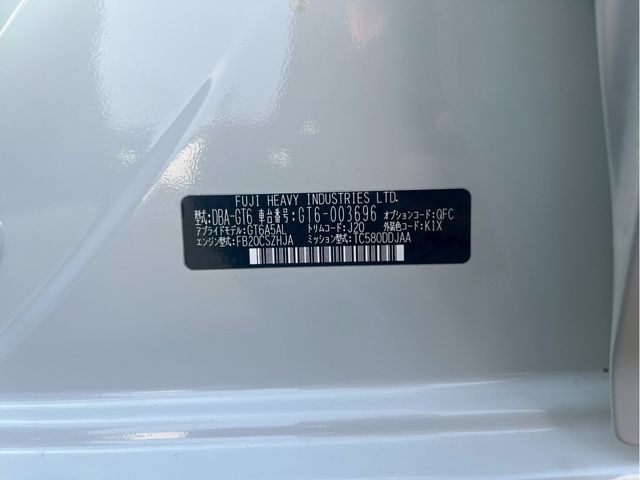 FUJI HEAVY INDUSTRIES LTD.
型式:DBA-GT6 車台番号:GT6-003696 オプションコード:QFC
アプライドモデル:GT6A5AL トリムコード:J20 外装色コード:K1X
エンジン型式:FB20CSZHJA ミッション型式:TC580DDJAA